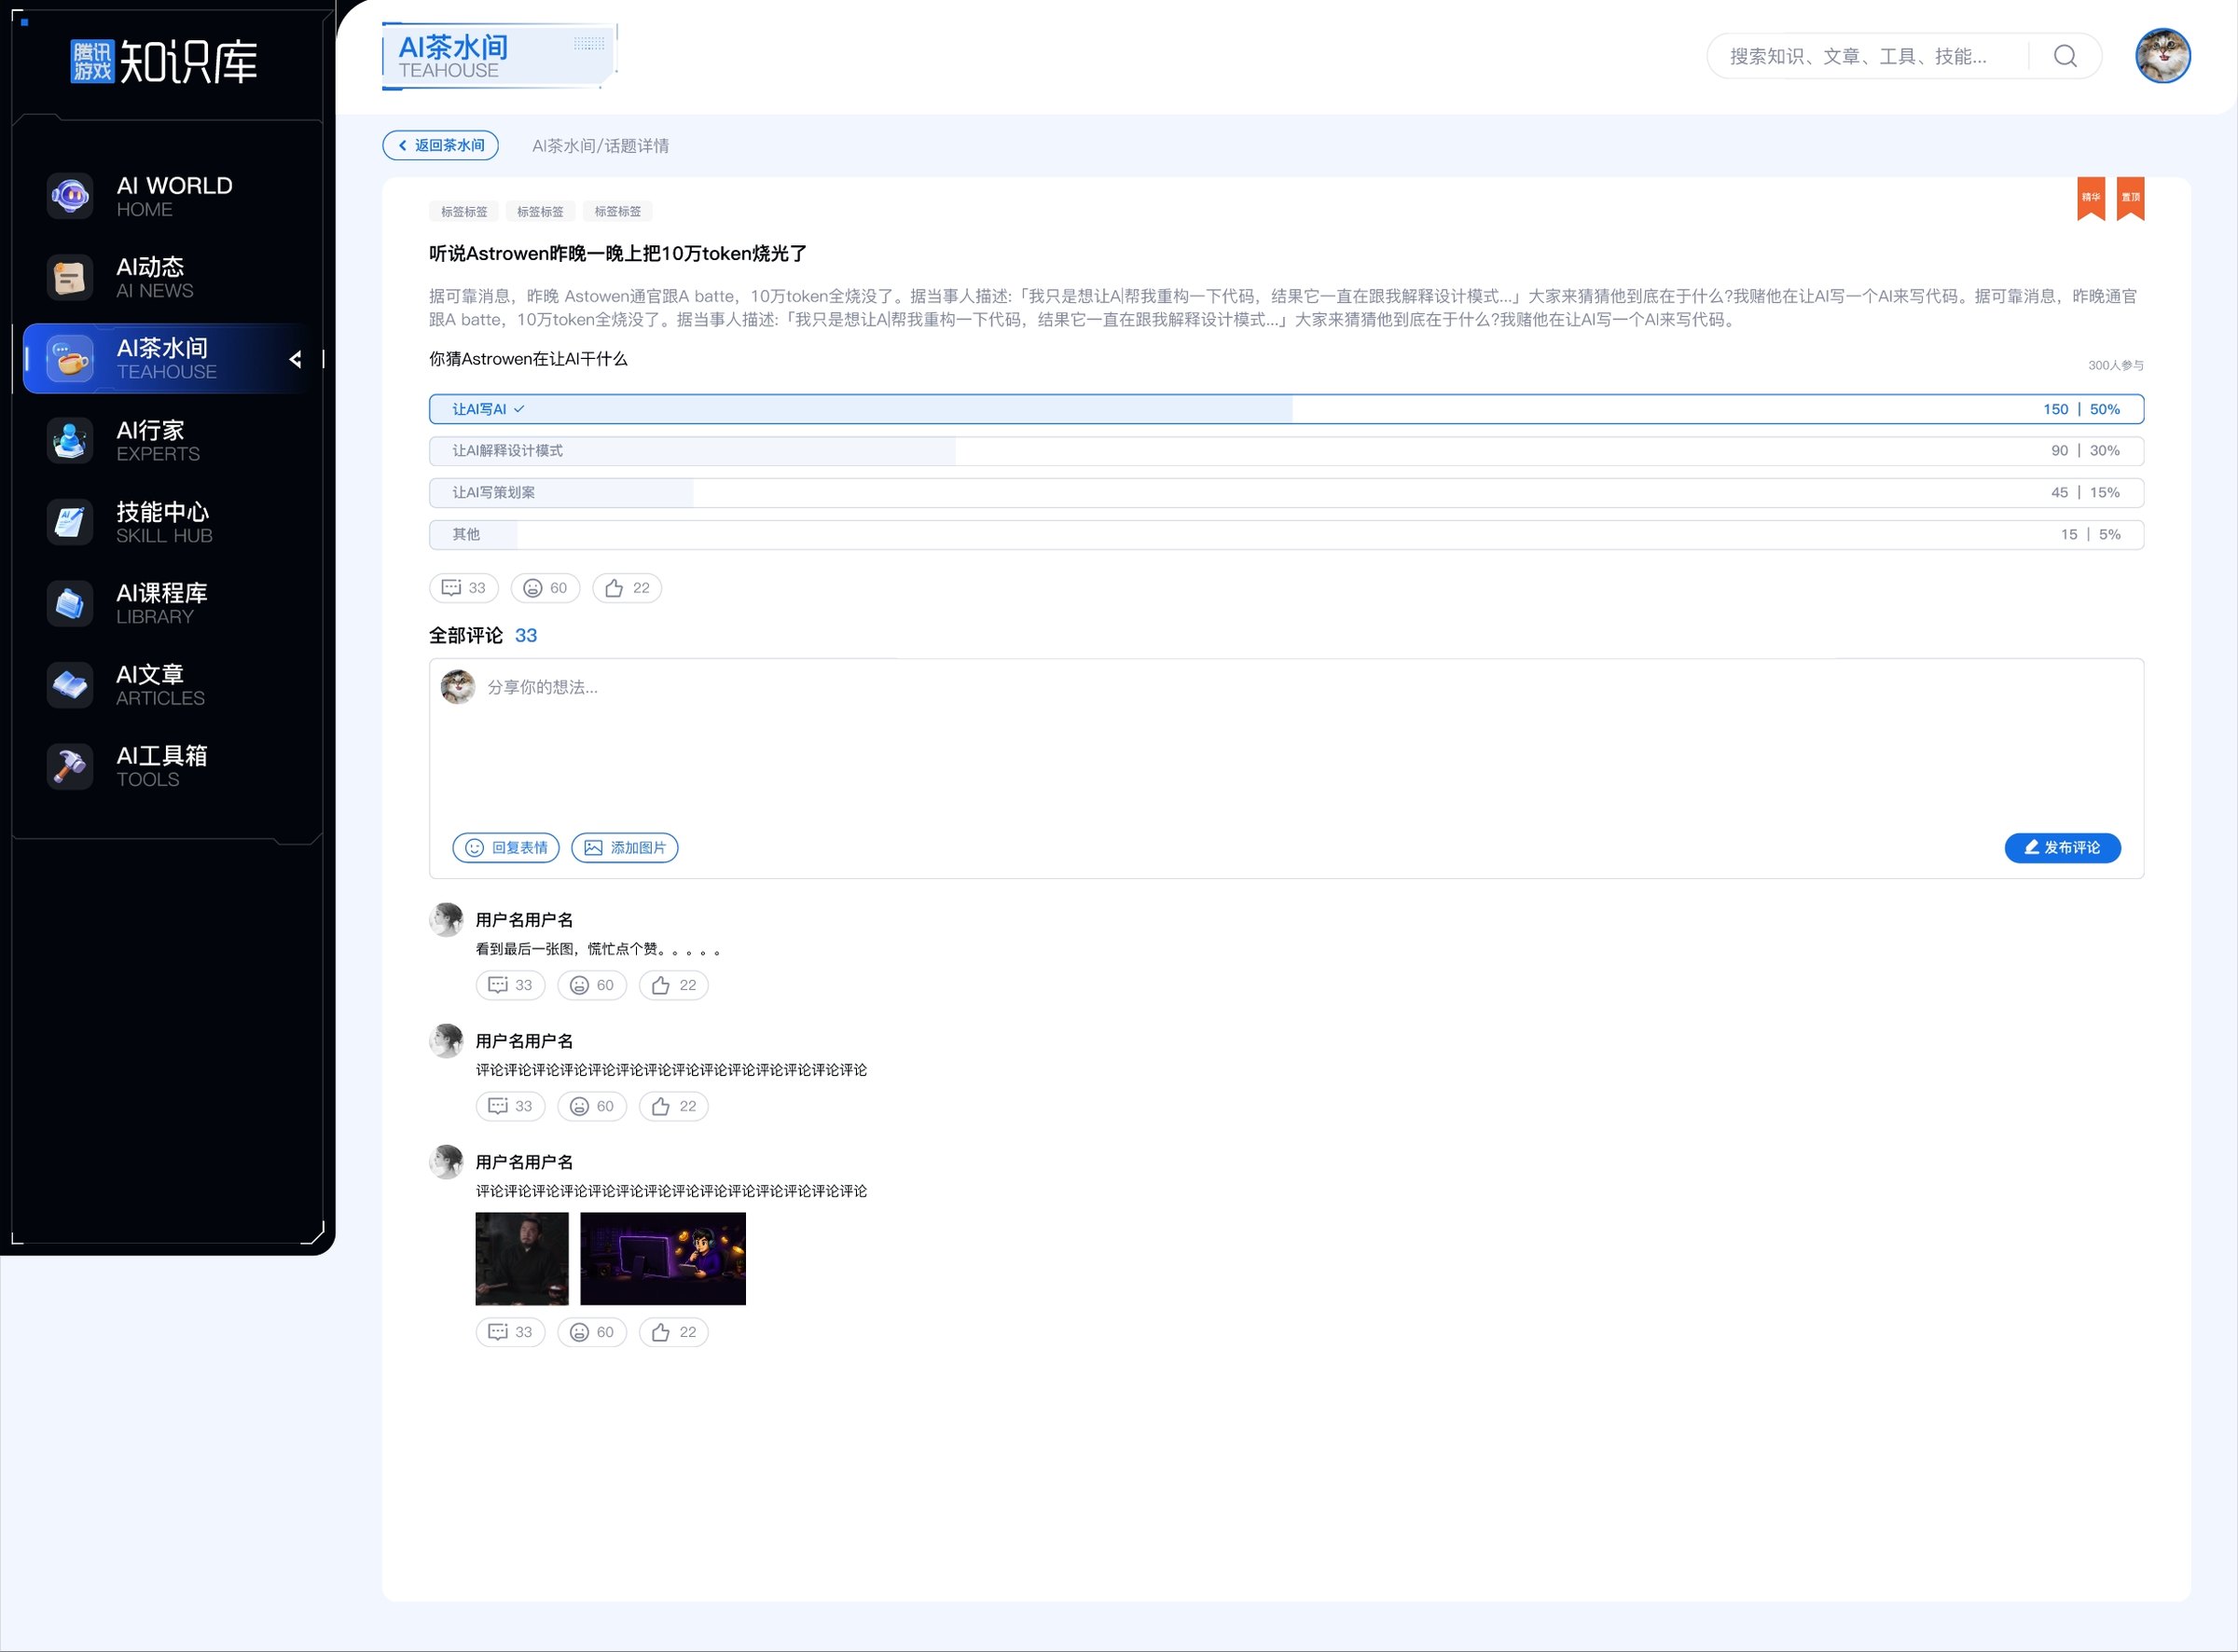 腾讯游戏 知识库
AI WORLD
HOME
AI动态
AI NEWS
AI茶水间
TEAHOUSE
AI行家
EXPERTS
技能中心
SKILL HUB
AI课程库
LIBRARY
AI文章
ARTICLES
AI工具箱
TOOLS
AI茶水间
TEAHOUSE
搜索知识、文章、工具、技能...
返回茶水间
AI茶水间/话题详情
标签标签 标签标签 标签标签
精华 置顶
听说Astrowen昨晚一晚上把10万token烧光了
据可靠消息，昨晚 Astowen通官跟A batte，10万token全烧没了。据当事人描述:「我只是想让A|帮我重构一下代码，结果它一直在跟我解释设计模式...」大家来猜猜他到底在于什么?我赌他在让AI写一个AI来写代码。据可靠消息，昨晚通官
跟A batte，10万token全烧没了。据当事人描述:「我只是想让A|帮我重构一下代码，结果它一直在跟我解释设计模式...」大家来猜猜他到底在于什么?我赌他在让AI写一个AI来写代码。
你猜Astrowen在让AI干什么
300人参与
让AI写AI 150 | 50%
让AI解释设计模式 90 | 30%
让AI写策划案 45 | 15%
其他 15 | 5%
33 60 22
全部评论 33
分享你的想法...
回复表情 添加图片 发布评论
用户名用户名
看到最后一张图，慌忙点个赞。。。。。
33 60 22
用户名用户名
评论评论评论评论评论评论评论评论评论评论评论评论评论评论
33 60 22
用户名用户名
评论评论评论评论评论评论评论评论评论评论评论评论评论评论
33 60 22